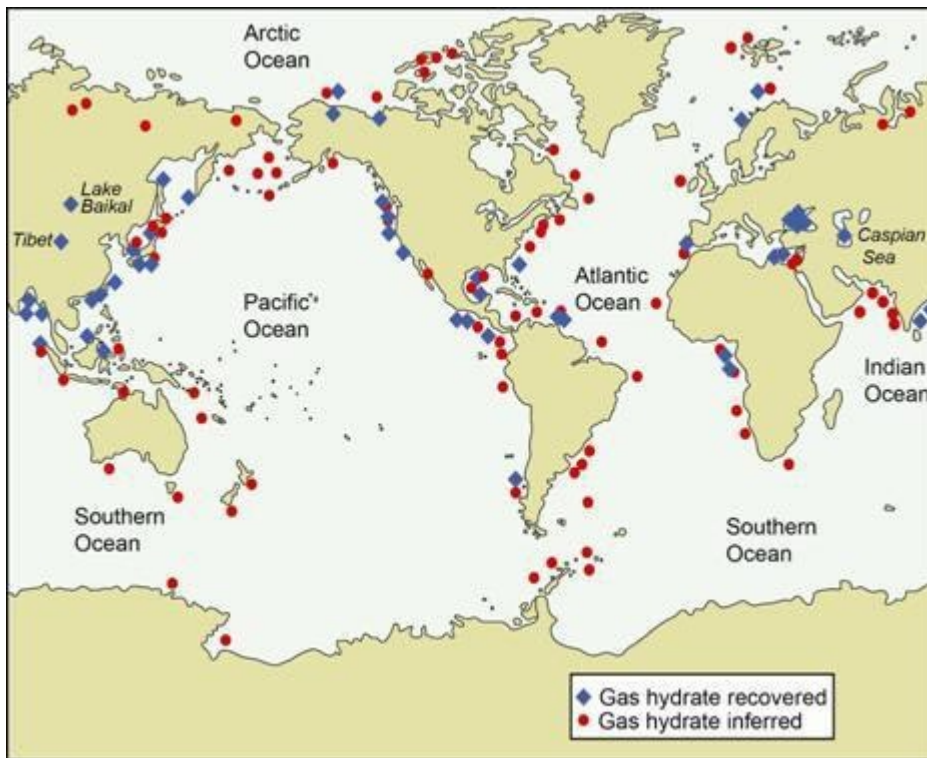 Arctic
Ocean
Lake
Baikal
Tibet
Pacific
Ocean
Atlantic
Ocean
Caspian
Sea
Indian
Ocean
Southern
Ocean
Southern
Ocean
Gas hydrate recovered
Gas hydrate inferred